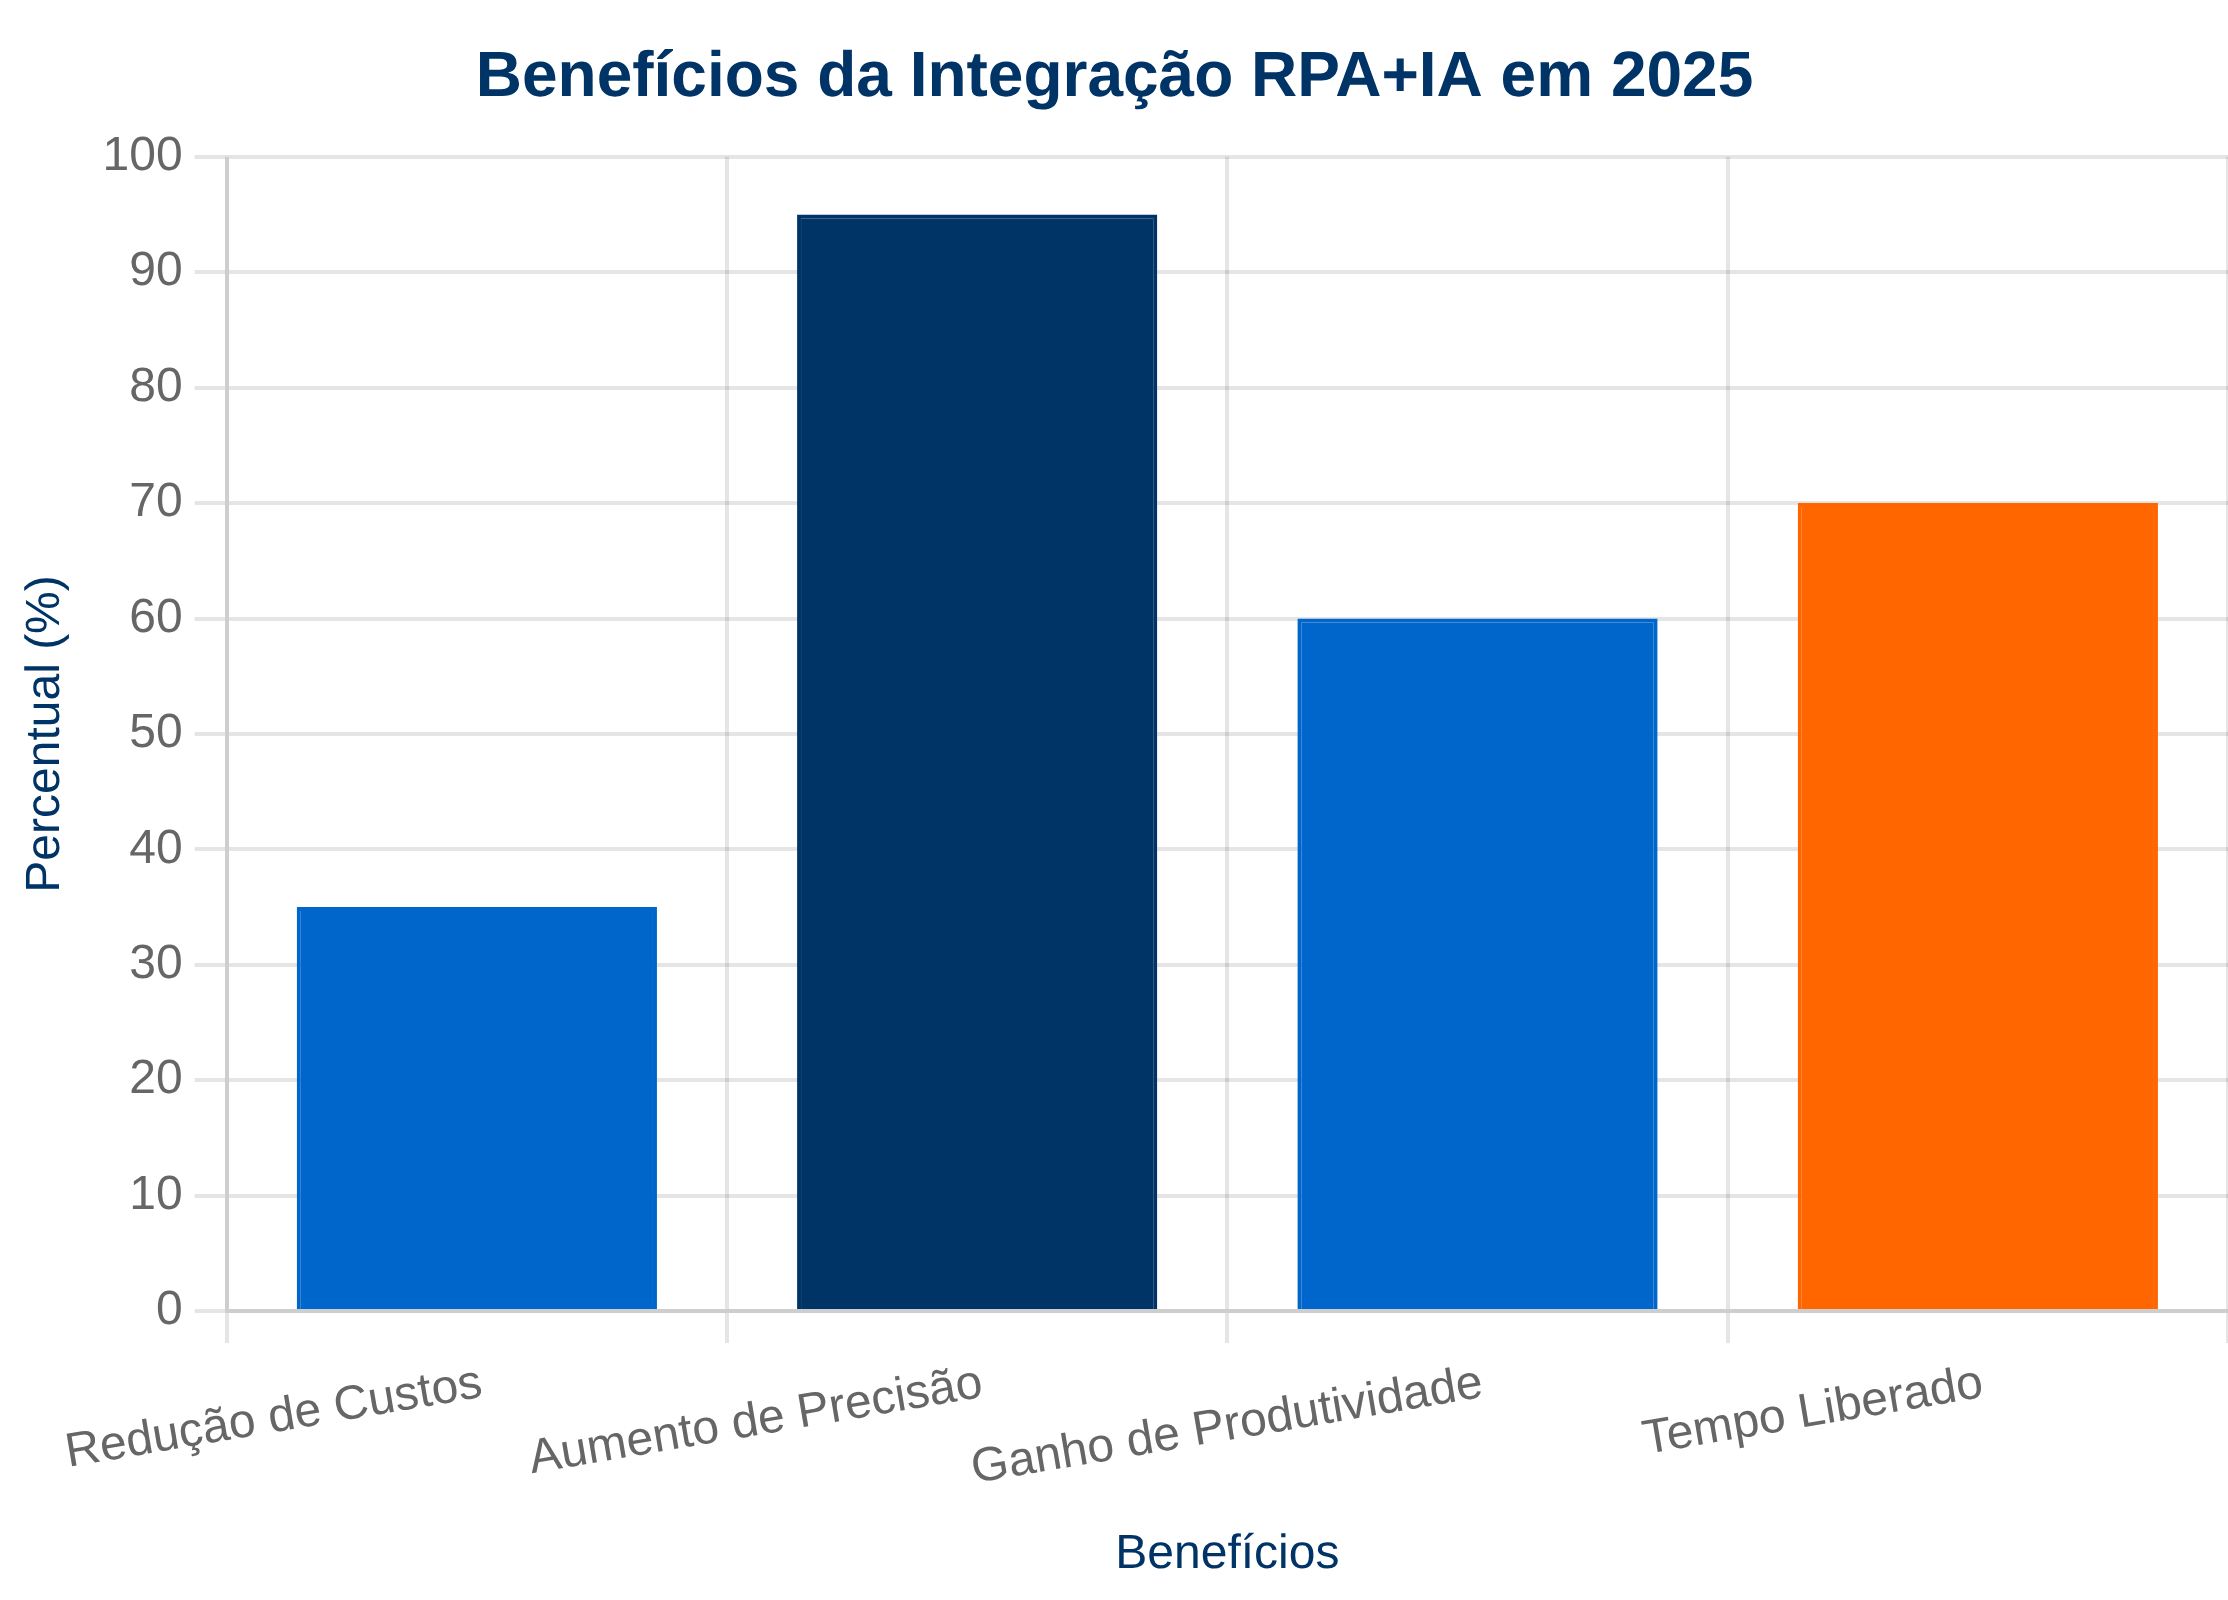 Benefícios da Integração RPA+IA em 2025
100
90
80
70
60
50
40
30
20
10
0
Percentual (%)
Redução de Custos
Aumento de Precisão
Ganho de Produtividade
Tempo Liberado
Benefícios